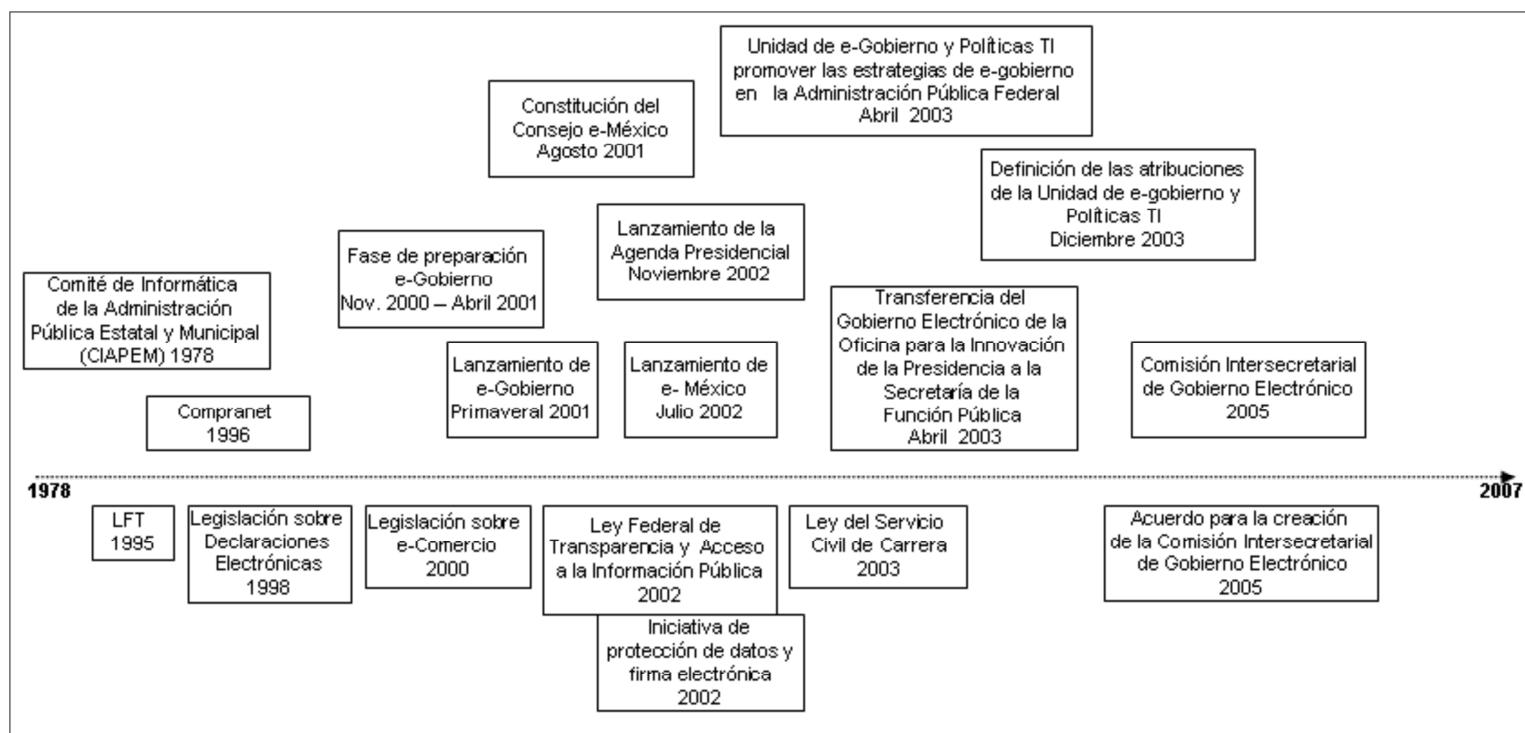 Unidad de e-Gobierno y Políticas TI
promover las estrategias de e-gobierno
en la Administración Pública Federal
Abril 2003
Constitución del
Consejo e-México
Agosto 2001
Definición de las atribuciones
de la Unidad de e-gobierno y
Políticas TI
Diciembre 2003
Lanzamiento de la
Agenda Presidencial
Noviembre 2002
Fase de preparación
e-Gobierno
Nov. 2000 – Abril 2001
Comité de Informática
de la Administración
Pública Estatal y Municipal
(CIAPEM) 1978
Transferencia del
Gobierno Electrónico de la
Oficina para la Innovación
de la Presidencia a la
Secretaría de la
Función Pública
Abril 2003
Lanzamiento de
e-Gobierno
Primaveral 2001
Lanzamiento de
e- México
Julio 2002
Comisión Intersecretarial
de Gobierno Electrónico
2005
Compranet
1996
1978
2007
LFT
1995
Legislación sobre
Declaraciones
Electrónicas
1998
Legislación sobre
e-Comercio
2000
Ley Federal de
Transparencia y Acceso
a la Información Pública
2002
Ley del Servicio
Civil de Carrera
2003
Acuerdo para la creación
de la Comisión Intersecretarial
de Gobierno Electrónico
2005
Iniciativa de
protección de datos y
firma electrónica
2002